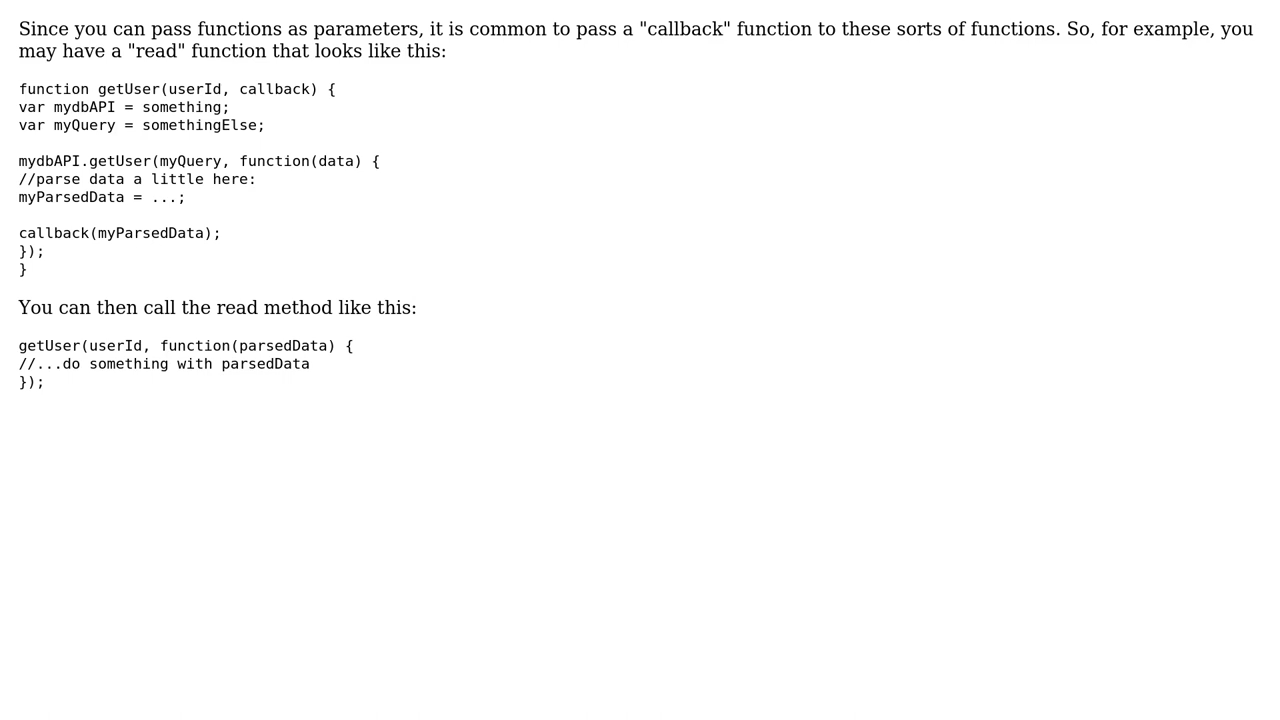 Since you can pass functions as parameters, it is common to pass a "callback" function to these sorts of functions. So, for example, you
may have a "read" function that looks like this:
function getUser(userId, callback) {
var mydbAPI = something;
var myQuery = somethingElse;
mydbAPI.getUser(myQuery, function(data) {
//parse data a little here:
myParsedData = ...;
callback(myParsedData);
});
}
You can then call the read method like this:
getUser(userId, function(parsedData) {
//...do something with parsedData
});